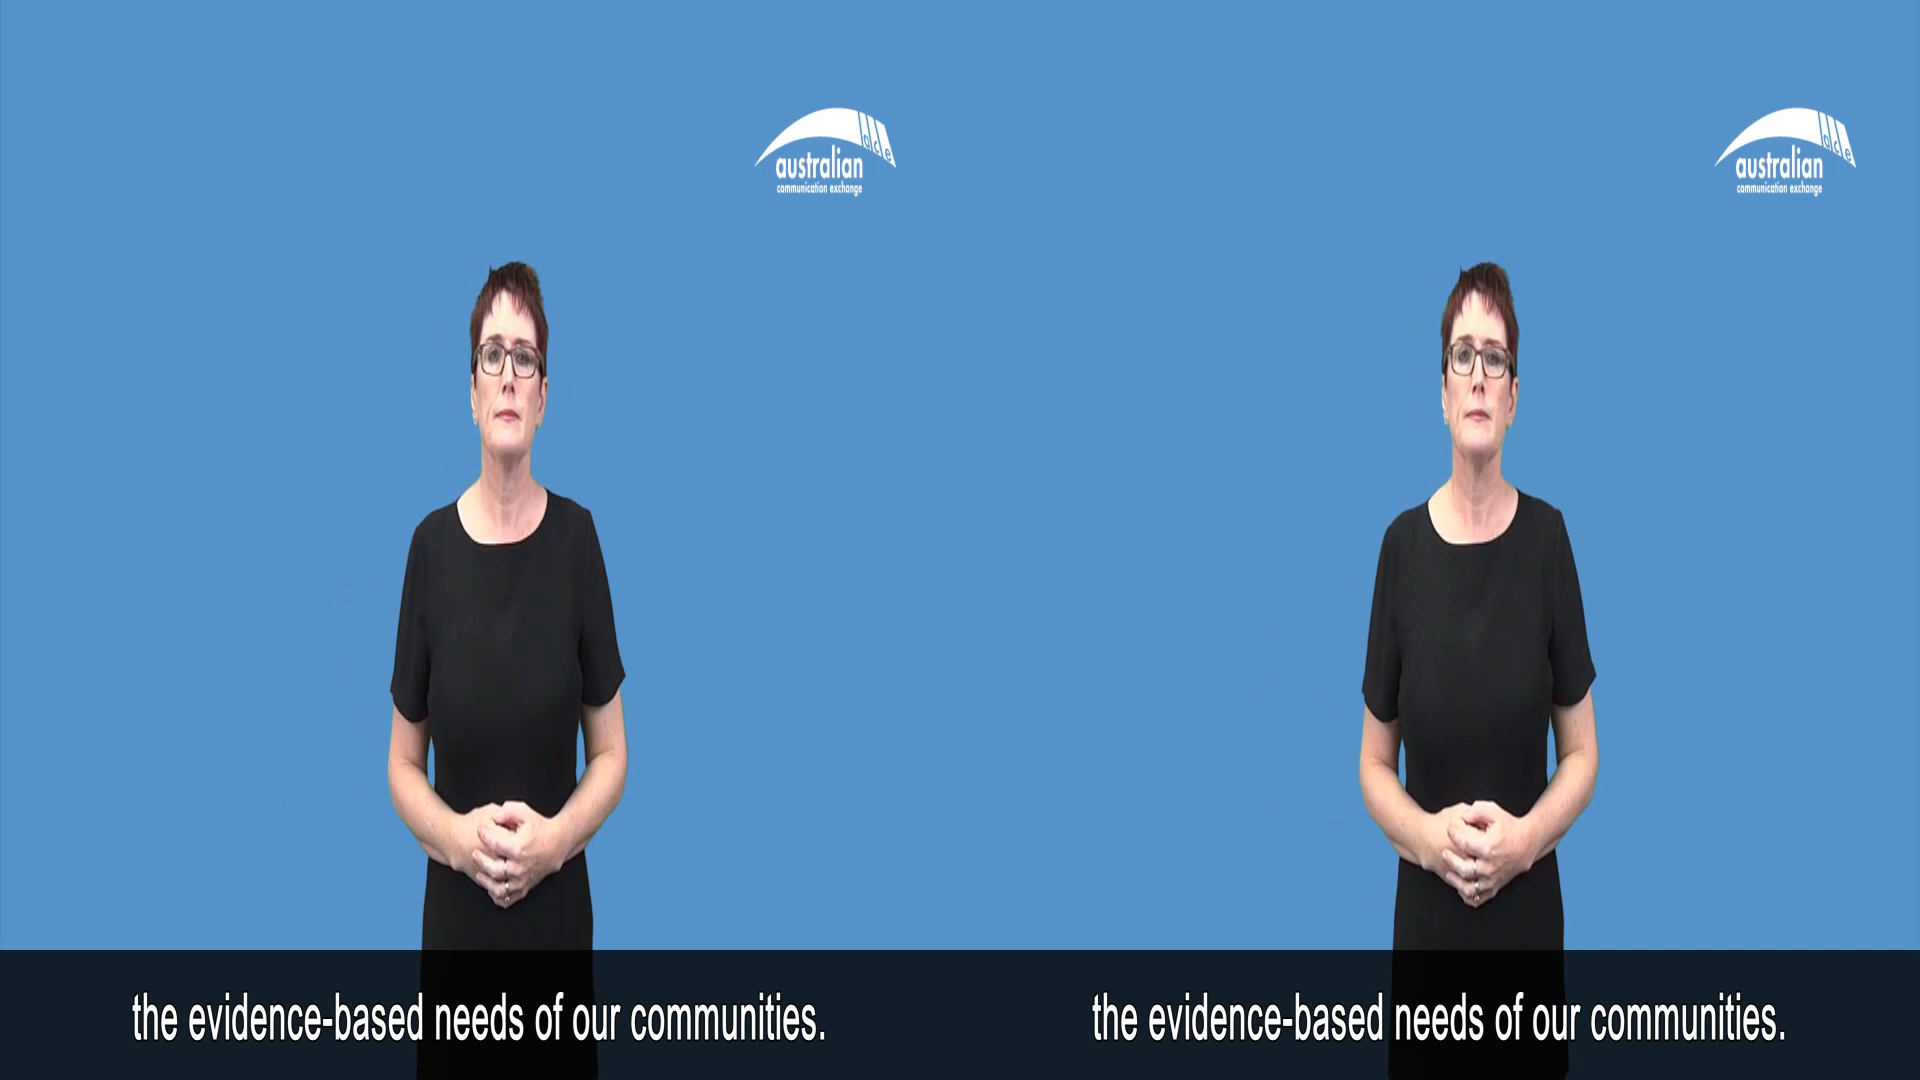 ace
australian
communication exchange
ace
australian
communication exchange
the evidence-based needs of our communities.
the evidence-based needs of our communities.